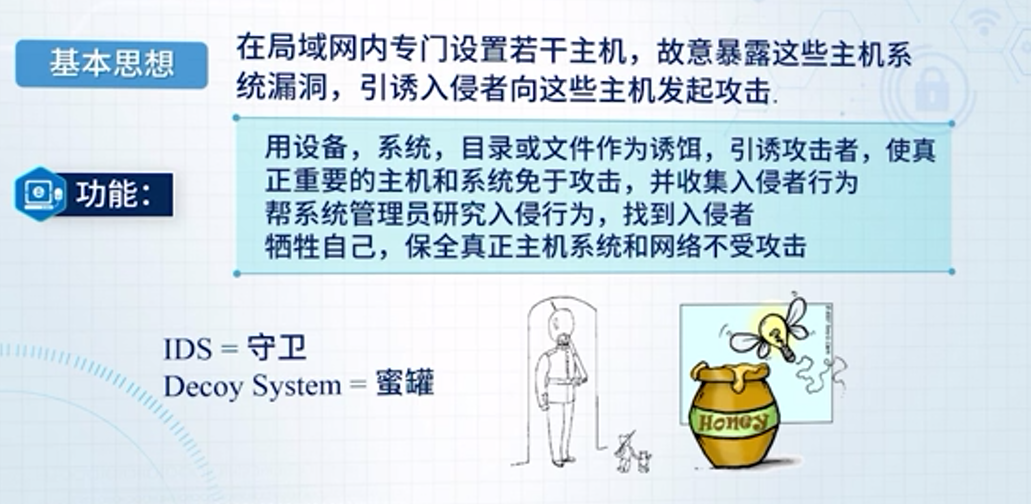 基本思想
在局域网内专门设置若干主机，故意暴露这些主机系
统漏洞，引诱入侵者向这些主机发起攻击.
功能：
用设备，系统，目录或文件作为诱饵，引诱攻击者，使真
正重要的主机和系统免于攻击，并收集入侵者行为
帮系统管理员研究入侵行为，找到入侵者
牺牲自己，保全真正主机系统和网络不受攻击
IDS = 守卫
Decoy System = 蜜罐
Honey